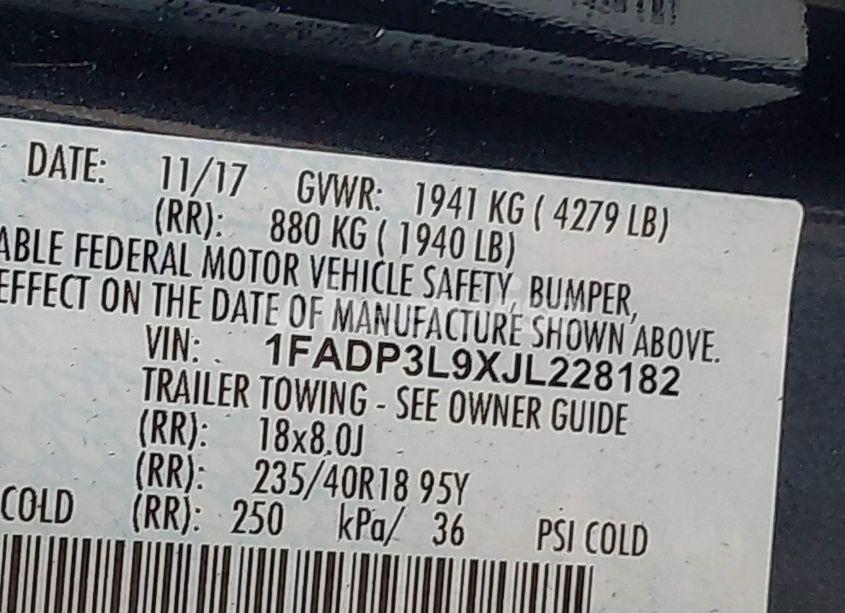 DATE: 11/17 GVWR: 1941 KG ( 4279 LB)
(RR): 880 KG ( 1940 LB)
ABLE FEDERAL MOTOR VEHICLE SAFETY, BUMPER,
EFFECT ON THE DATE OF MANUFACTURE SHOWN ABOVE.
VIN: 1FADP3L9XJL228182
TRAILER TOWING - SEE OWNER GUIDE
(RR): 18x8.0J
(RR): 235/40R18 95Y
COLD (RR): 250 kPa/ 36 PSI COLD